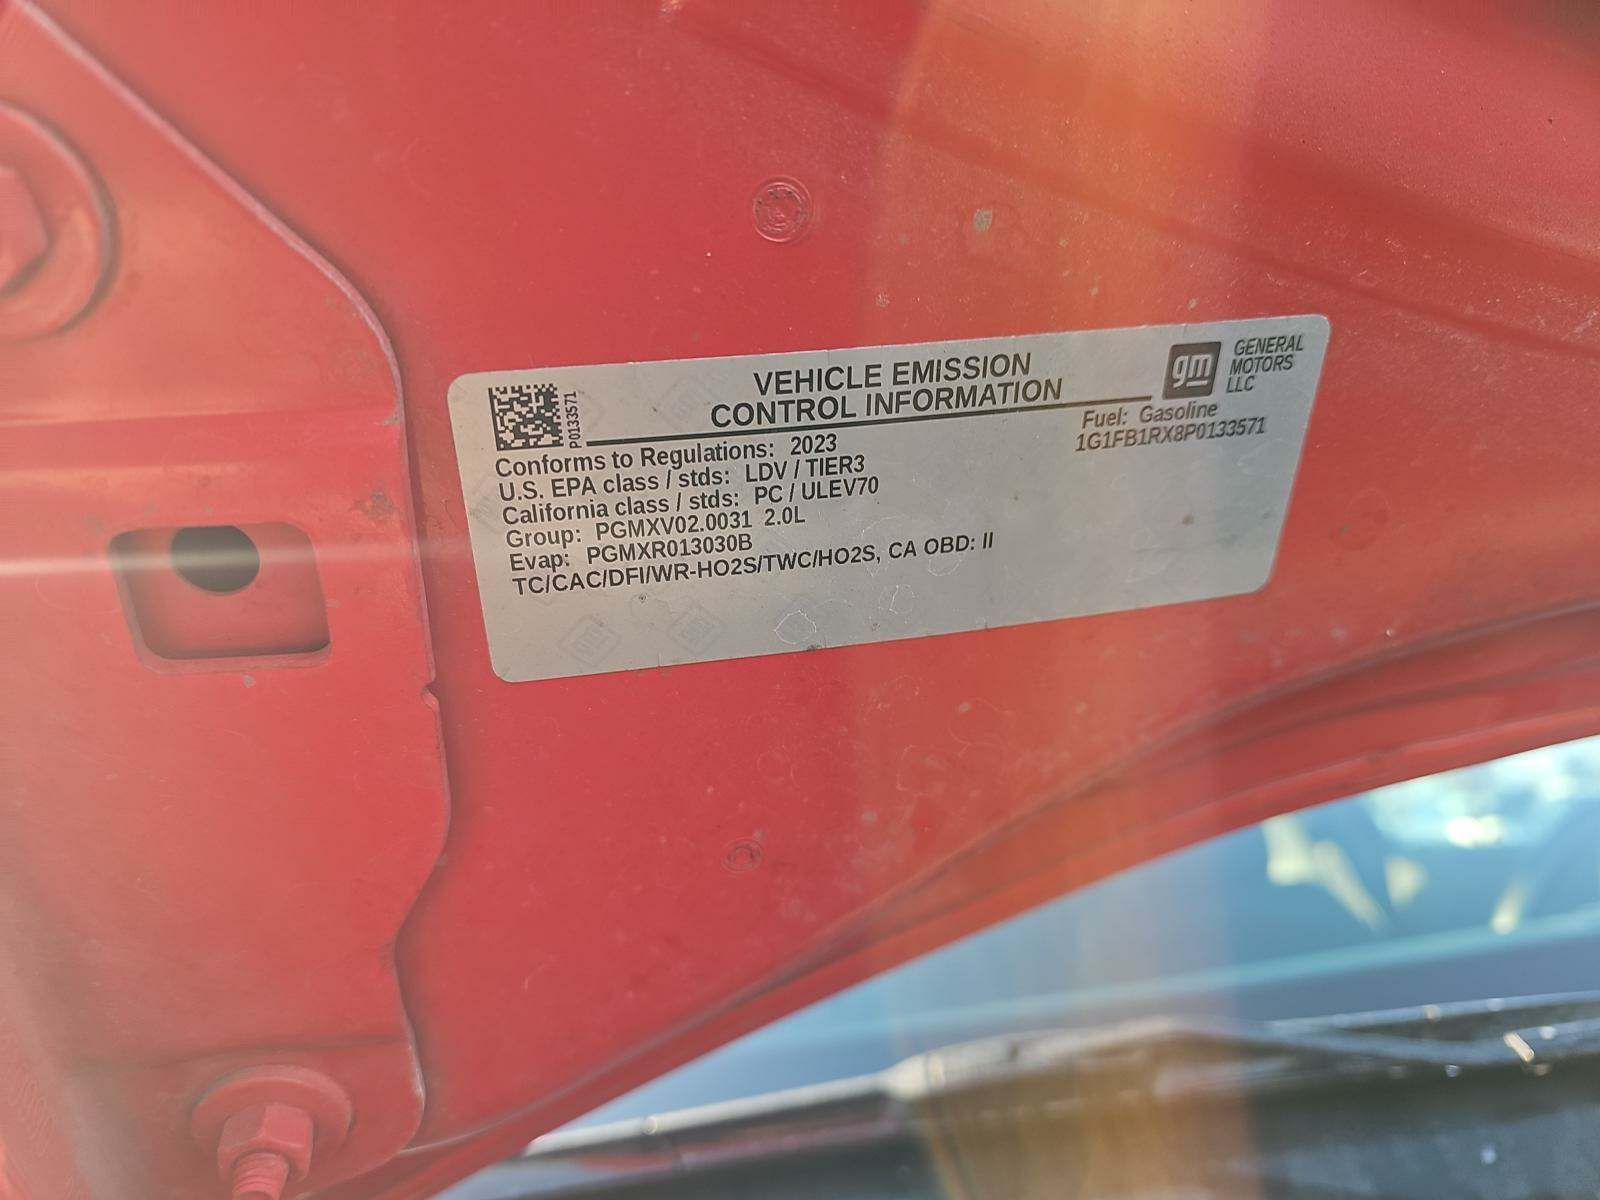 VEHICLE EMISSION
CONTROL INFORMATION
gm GENERAL
MOTORS
LLC
P0133571
Fuel: Gasoline
1G1FB1RX8P0133571
Conforms to Regulations: 2023
U.S. EPA class / stds: LDV / TIER3
California class / stds: PC / ULEV70
Group: PGMXV02.0031 2.0L
Evap: PGMXR013030B
TC/CAC/DFI/WR-HO2S/TWC/HO2S, CA OBD: II